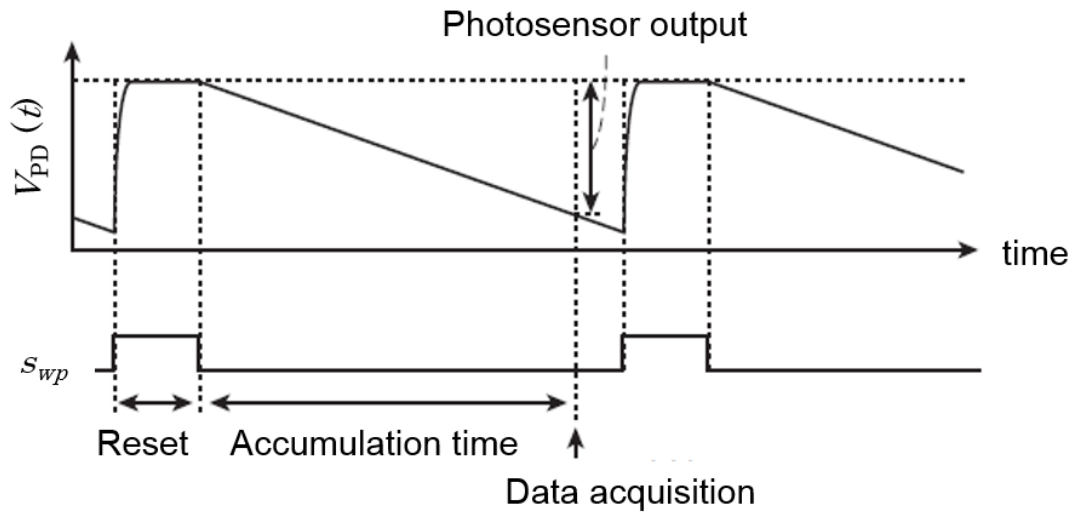 Photosensor output
V_PD (t)
time
s_wp
Reset
Accumulation time
Data acquisition